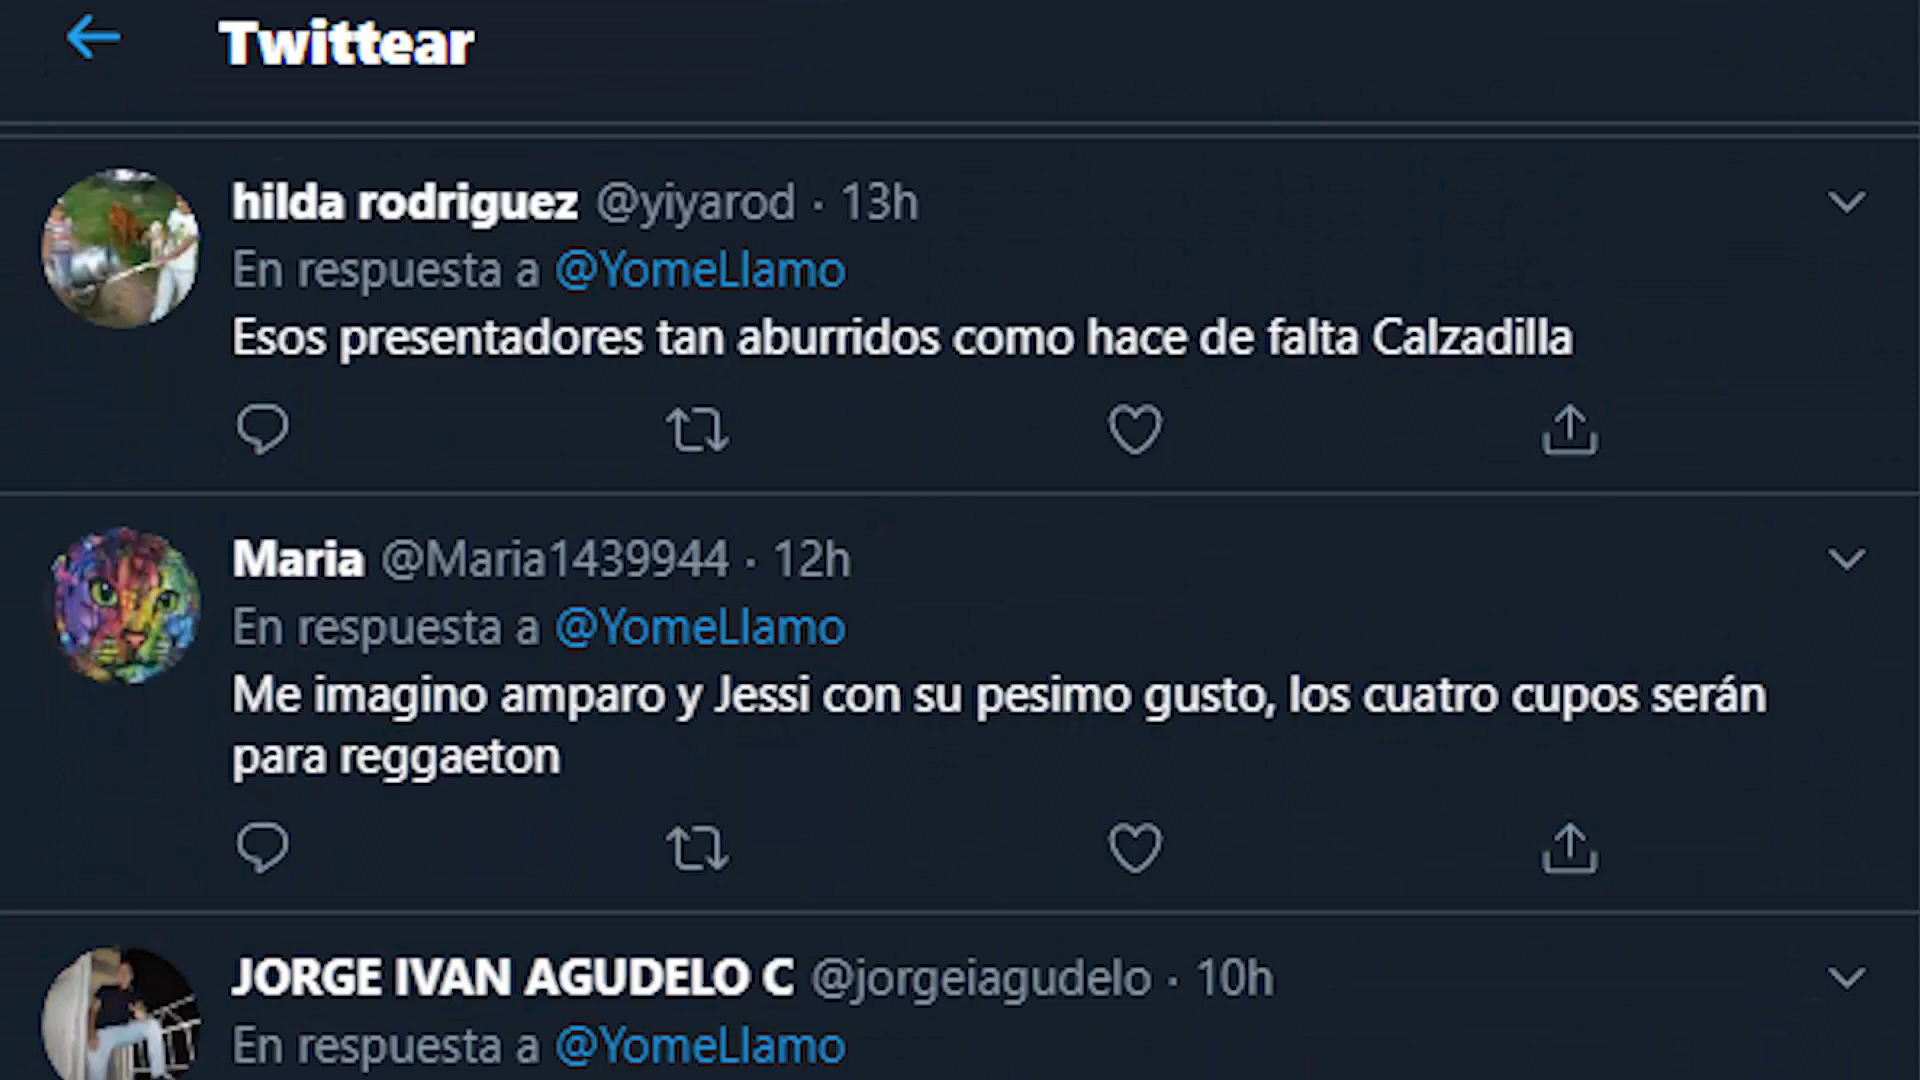 Twittear
hilda rodriguez @yiyarod · 13h
En respuesta a @YomeLlamo
Esos presentadores tan aburridos como hace de falta Calzadilla
Maria @Maria1439944 · 12h
En respuesta a @YomeLlamo
Me imagino amparo y Jessi con su pesimo gusto, los cuatro cupos serán
para reggaeton
JORGE IVAN AGUDELO C @jorgeiagudelo · 10h
En respuesta a @YomeLlamo